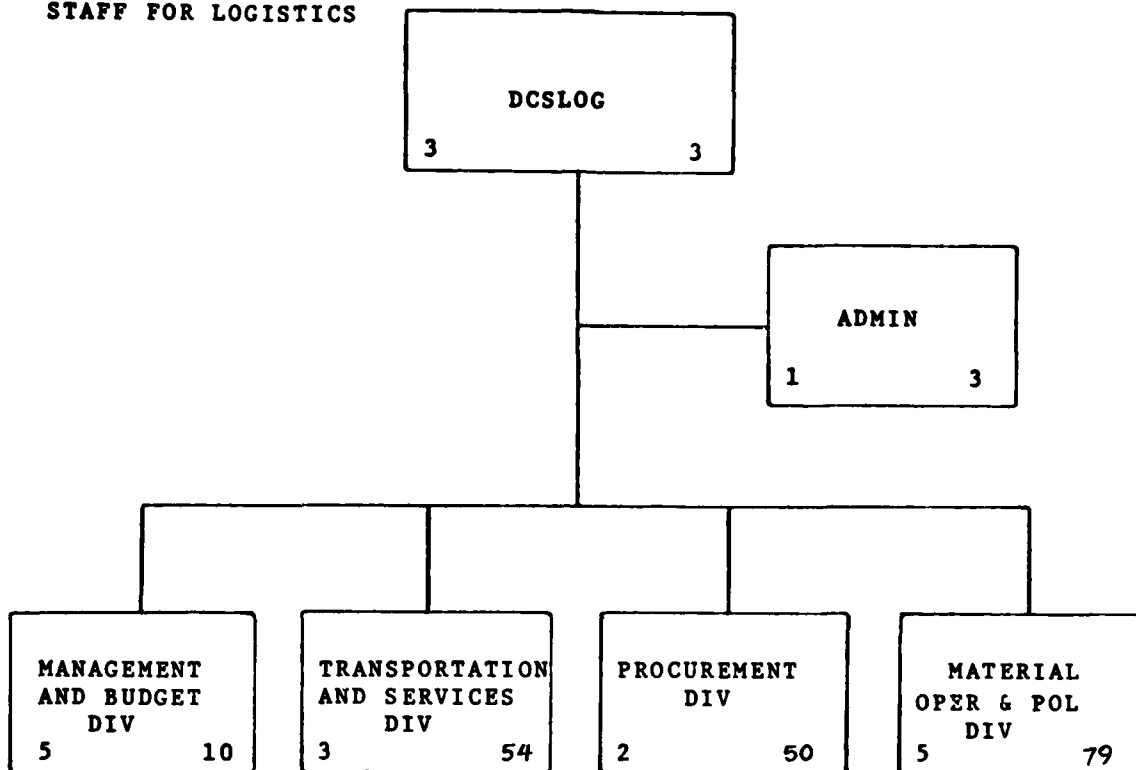 STAFF FOR LOGISTICS
DCSLOG
3 3
ADMIN
1 3
MANAGEMENT
AND BUDGET
DIV
5 10
TRANSPORTATION
AND SERVICES
DIV
3 54
PROCUREMENT
DIV
2 50
MATERIAL
OPER & POL
DIV
5 79